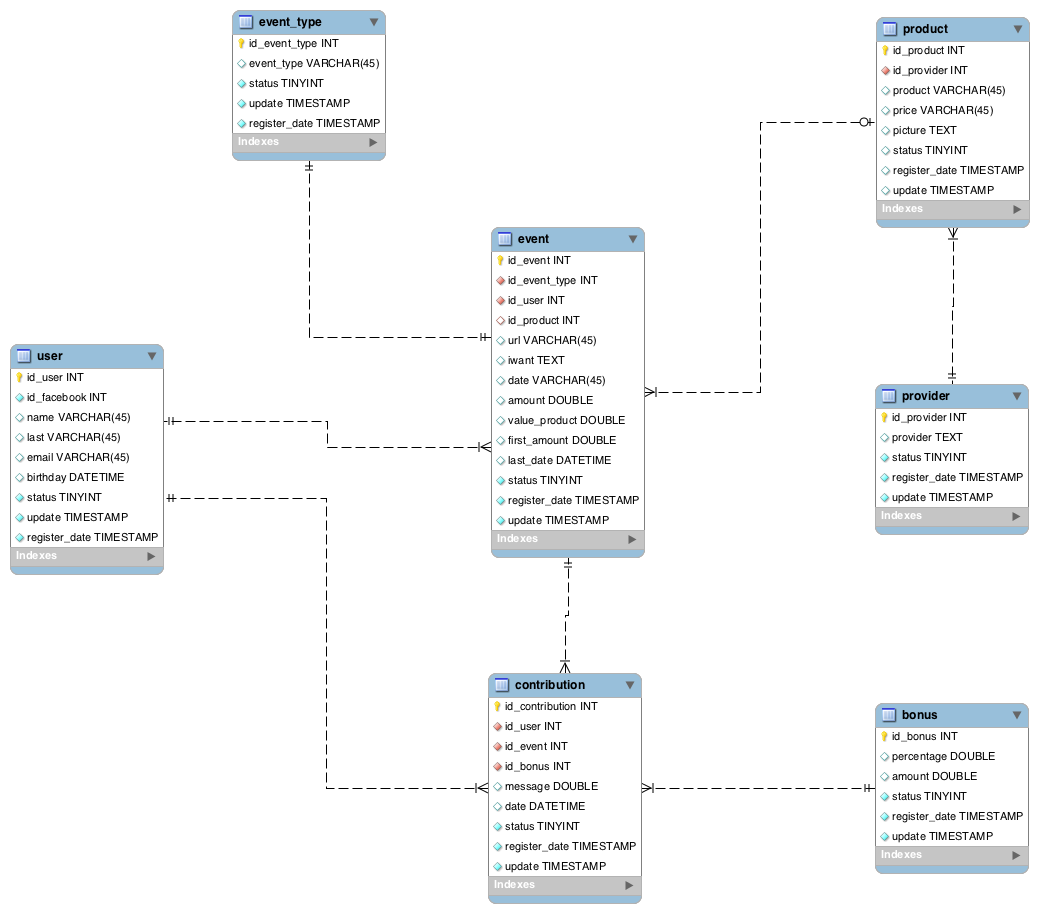 event_type
id_event_type INT
event_type VARCHAR(45)
status TINYINT
update TIMESTAMP
register_date TIMESTAMP
Indexes
product
id_product INT
id_provider INT
product VARCHAR(45)
price VARCHAR(45)
picture TEXT
status TINYINT
register_date TIMESTAMP
update TIMESTAMP
Indexes
event
id_event INT
id_event_type INT
id_user INT
id_product INT
url VARCHAR(45)
iwant TEXT
date VARCHAR(45)
amount DOUBLE
value_product DOUBLE
first_amount DOUBLE
last_date DATETIME
status TINYINT
register_date TIMESTAMP
update TIMESTAMP
Indexes
user
id_user INT
id_facebook INT
name VARCHAR(45)
last VARCHAR(45)
email VARCHAR(45)
birthday DATETIME
status TINYINT
update TIMESTAMP
register_date TIMESTAMP
Indexes
provider
id_provider INT
provider TEXT
status TINYINT
register_date TIMESTAMP
update TIMESTAMP
Indexes
contribution
id_contribution INT
id_user INT
id_event INT
id_bonus INT
message DOUBLE
date DATETIME
status TINYINT
register_date TIMESTAMP
update TIMESTAMP
Indexes
bonus
id_bonus INT
percentage DOUBLE
amount DOUBLE
status TINYINT
register_date TIMESTAMP
update TIMESTAMP
Indexes